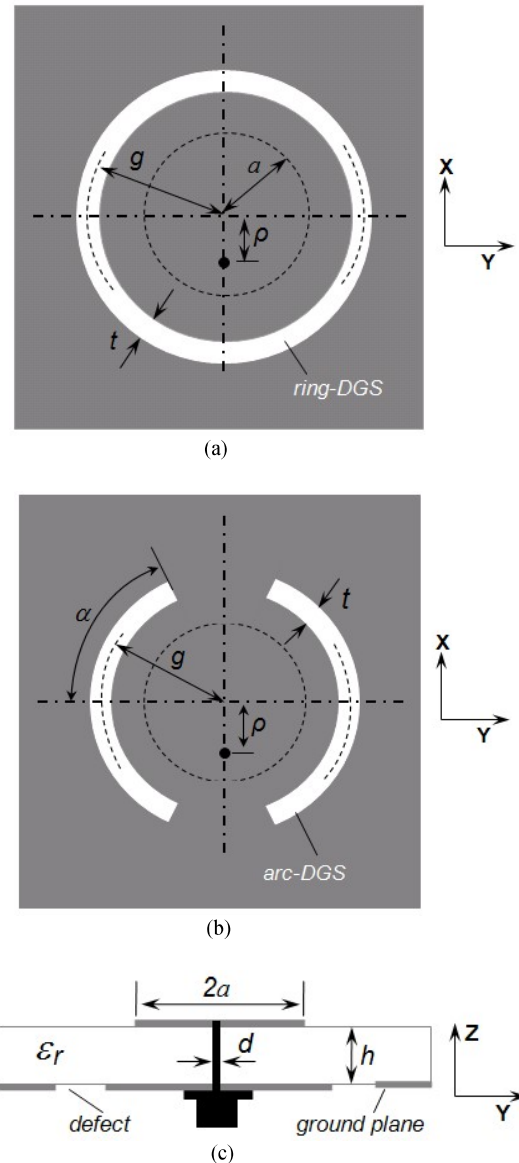 g
a
ρ
t
ring-DGS
X
Y
(a)
α
g
t
ρ
arc-DGS
X
Y
(b)
2a
εr
d
h
defect
ground plane
Z
Y
(c)